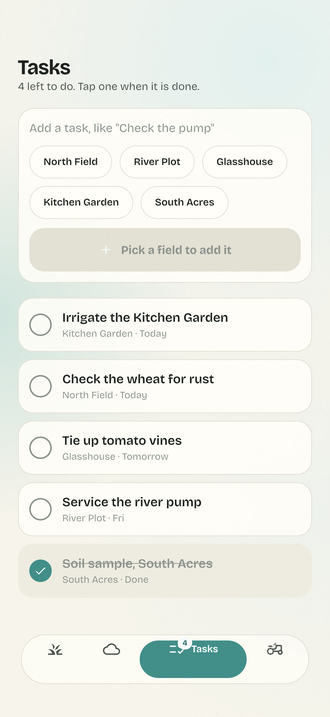 Tasks
4 left to do. Tap one when it is done.
Add a task, like "Check the pump"
North Field
River Plot
Glasshouse
Kitchen Garden
South Acres
+ Pick a field to add it
Irrigate the Kitchen Garden
Kitchen Garden · Today
Check the wheat for rust
North Field · Today
Tie up tomato vines
Glasshouse · Tomorrow
Service the river pump
River Plot · Fri
Soil sample, South Acres
South Acres · Done
4
Tasks